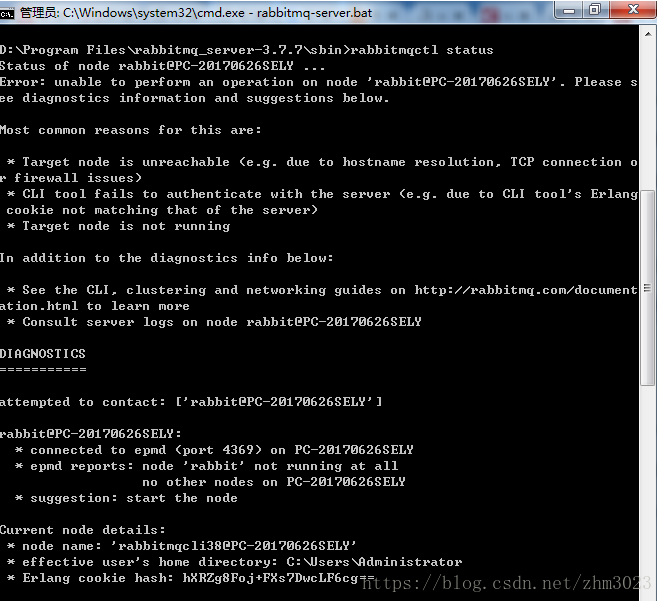 管理员: C:\Windows\system32\cmd.exe - rabbitmq-server.bat
D:\Program Files\rabbitmq_server-3.7.7\sbin>rabbitmqctl status
Status of node rabbit@PC-20170626SELY ...
Error: unable to perform an operation on node 'rabbit@PC-20170626SELY'. Please s
ee diagnostics information and suggestions below.
Most common reasons for this are:
* Target node is unreachable (e.g. due to hostname resolution, TCP connection o
r firewall issues)
* CLI tool fails to authenticate with the server (e.g. due to CLI tool's Erlang
cookie not matching that of the server)
* Target node is not running
In addition to the diagnostics info below:
* See the CLI, clustering and networking guides on http://rabbitmq.com/document
ation.html to learn more
* Consult server logs on node rabbit@PC-20170626SELY
DIAGNOSTICS
===========
attempted to contact: ['rabbit@PC-20170626SELY']
rabbit@PC-20170626SELY:
* connected to epmd (port 4369) on PC-20170626SELY
* epmd reports: node 'rabbit' not running at all
no other nodes on PC-20170626SELY
* suggestion: start the node
Current node details:
* node name: 'rabbitmqcli38@PC-20170626SELY'
* effective user's home directory: C:\Users\Administrator
* Erlang cookie hash: hXRZg8Foj+FXs7DwcLF6cg==
https://blog.csdn.net/zhm3023